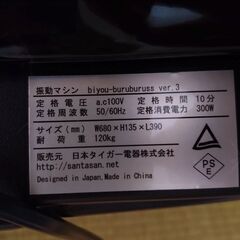 振動マシン biyou-buruburuss ver.3
定格電圧 a.c100V 定格時間 10分
定格周波数 50/60Hz 定格消費電力 300W
サイズ(mm) W680×H135×L390
耐荷重(W) 120kg
販売元 日本タイガー電器株式会社
http://santasan.net
Designed in Japan,Made in China
PS
E